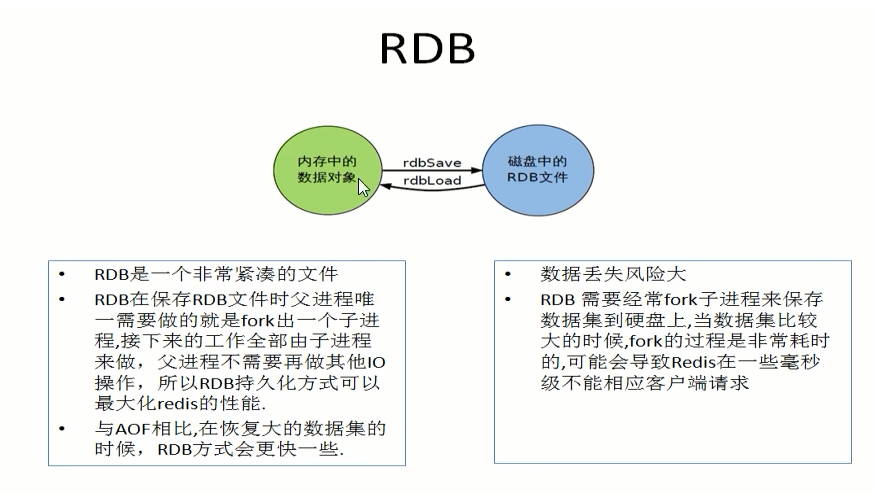 RDB
内存中的
数据对象
rdbSave
rdbLoad
磁盘中的
RDB文件
• RDB是一个非常紧凑的文件
• RDB在保存RDB文件时父进程唯
一需要做的就是fork出一个子进
程,接下来的工作全部由子进程
来做，父进程不需要再做其他IO
操作，所以RDB持久化方式可以
最大化redis的性能.
• 与AOF相比,在恢复大的数据集的
时候，RDB方式会更快一些.
• 数据丢失风险大
• RDB 需要经常fork子进程来保存
数据集到硬盘上,当数据集比较
大的时候,fork的过程是非常耗时
的,可能会导致Redis在一些毫秒
级不能相应客户端请求